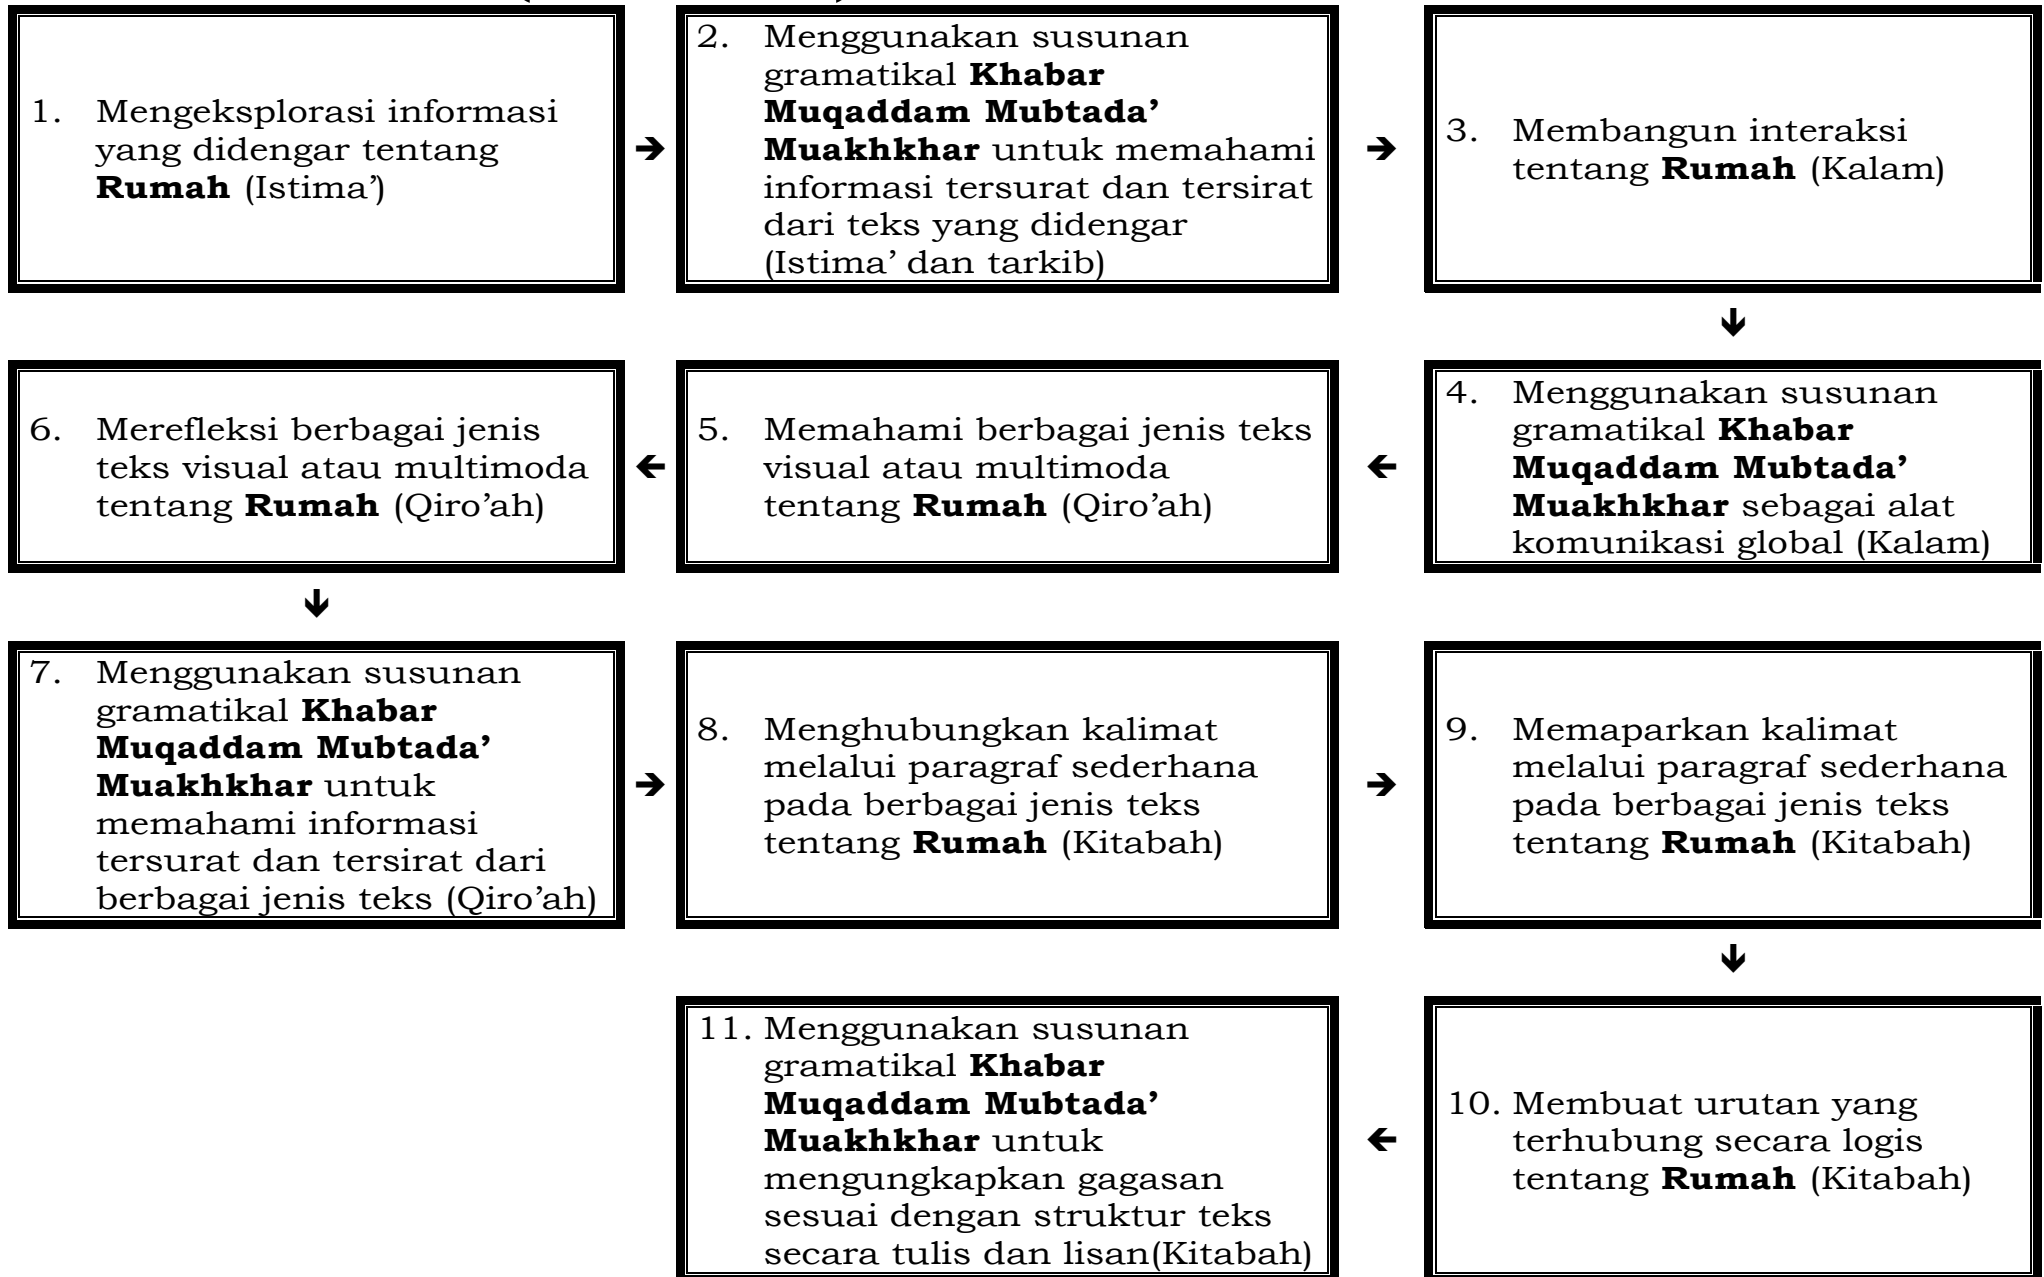 1. Mengeksplorasi informasi
yang didengar tentang
Rumah (Istima’)
➔
2. Menggunakan susunan
gramatikal Khabar
Muqaddam Mubtada’
Muakhkhar untuk memahami
informasi tersurat dan tersirat
dari teks yang didengar
(Istima’ dan tarkib)
➔
3. Membangun interaksi
tentang Rumah (Kalam)
🡻
4. Menggunakan susunan
gramatikal Khabar
Muqaddam Mubtada’
Muakhkhar sebagai alat
komunikasi global (Kalam)
🡸
5. Memahami berbagai jenis teks
visual atau multimoda
tentang Rumah (Qiro’ah)
🡸
6. Merefleksi berbagai jenis
teks visual atau multimoda
tentang Rumah (Qiro’ah)
🡻
7. Menggunakan susunan
gramatikal Khabar
Muqaddam Mubtada’
Muakhkhar untuk
memahami informasi
tersurat dan tersirat dari
berbagai jenis teks (Qiro’ah)
➔
8. Menghubungkan kalimat
melalui paragraf sederhana
pada berbagai jenis teks
tentang Rumah (Kitabah)
➔
9. Memaparkan kalimat
melalui paragraf sederhana
pada berbagai jenis teks
tentang Rumah (Kitabah)
🡻
10. Membuat urutan yang
terhubung secara logis
tentang Rumah (Kitabah)
🡸
11. Menggunakan susunan
gramatikal Khabar
Muqaddam Mubtada’
Muakhkhar untuk
mengungkapkan gagasan
sesuai dengan struktur teks
secara tulis dan lisan(Kitabah)